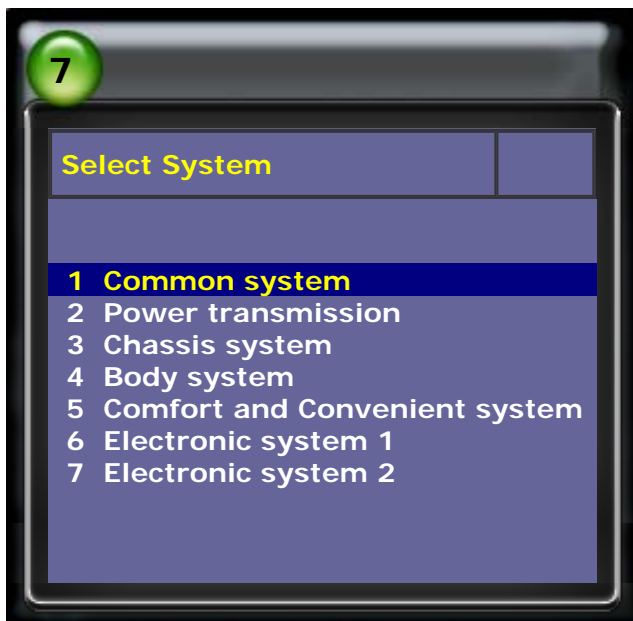 7
Select System
1 Common system
2 Power transmission
3 Chassis system
4 Body system
5 Comfort and Convenient system
6 Electronic system 1
7 Electronic system 2